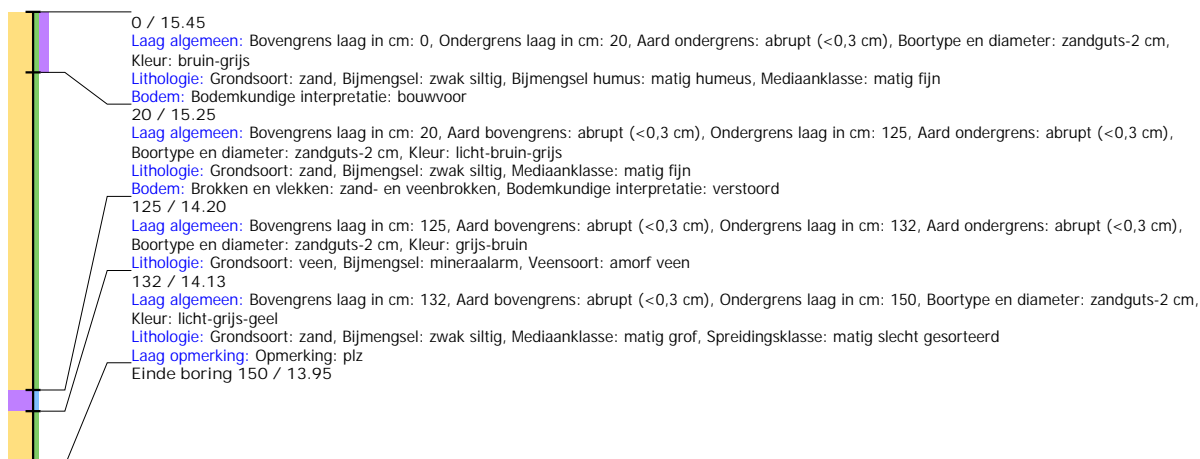 0 / 15.45
Laag algemeen: Bovengrens laag in cm: 0, Ondergrens laag in cm: 20, Aard ondergrens: abrupt (<0,3 cm), Boortype en diameter: zandguts-2 cm,
Kleur: bruin-grijs
Lithologie: Grondsoort: zand, Bijmengsel: zwak siltig, Bijmengsel humus: matig humeus, Mediaanklasse: matig fijn
Bodem: Bodemkundige interpretatie: bouwvoor
20 / 15.25
Laag algemeen: Bovengrens laag in cm: 20, Aard bovengrens: abrupt (<0,3 cm), Ondergrens laag in cm: 125, Aard ondergrens: abrupt (<0,3 cm),
Boortype en diameter: zandguts-2 cm, Kleur: licht-bruin-grijs
Lithologie: Grondsoort: zand, Bijmengsel: zwak siltig, Mediaanklasse: matig fijn
Bodem: Brokken en vlekken: zand- en veenbrokken, Bodemkundige interpretatie: verstoord
125 / 14.20
Laag algemeen: Bovengrens laag in cm: 125, Aard bovengrens: abrupt (<0,3 cm), Ondergrens laag in cm: 132, Aard ondergrens: abrupt (<0,3 cm),
Boortype en diameter: zandguts-2 cm, Kleur: grijs-bruin
Lithologie: Grondsoort: veen, Bijmengsel: mineraalarm, Veensoort: amorf veen
132 / 14.13
Laag algemeen: Bovengrens laag in cm: 132, Aard bovengrens: abrupt (<0,3 cm), Ondergrens laag in cm: 150, Boortype en diameter: zandguts-2 cm,
Kleur: licht-grijs-geel
Lithologie: Grondsoort: zand, Bijmengsel: zwak siltig, Mediaanklasse: matig grof, Spreidingsklasse: matig slecht gesorteerd
Laag opmerking: Opmerking: plz
Einde boring 150 / 13.95